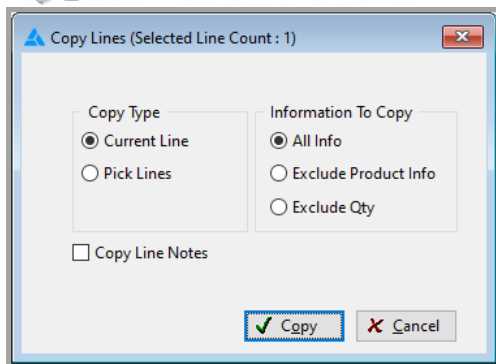 Copy Lines (Selected Line Count : 1)
Copy Type
Current Line
Pick Lines
Information To Copy
All Info
Exclude Product Info
Exclude Qty
Copy Line Notes
Copy
Cancel